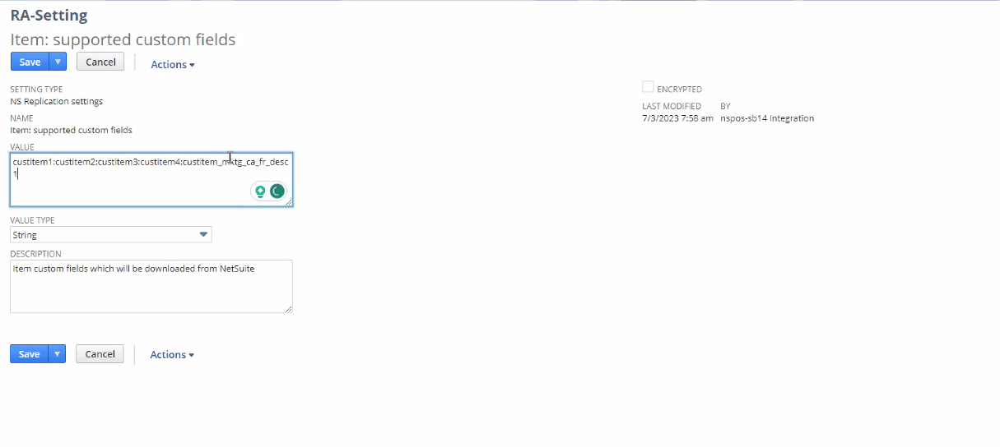 RA-Setting
Item: supported custom fields
Save
Cancel
Actions
SETTING TYPE
NS Replication settings
NAME
Item: supported custom fields
VALUE
custitem1;custitem2;custitem3;custitem4;custitem_mktg_ca_fr_desc
1
VALUE TYPE
String
DESCRIPTION
Item custom fields which will be downloaded from NetSuite
Save
Cancel
Actions
ENCRYPTED
LAST MODIFIED BY
7/3/2023 7:58 am nspos-sb14 Integration